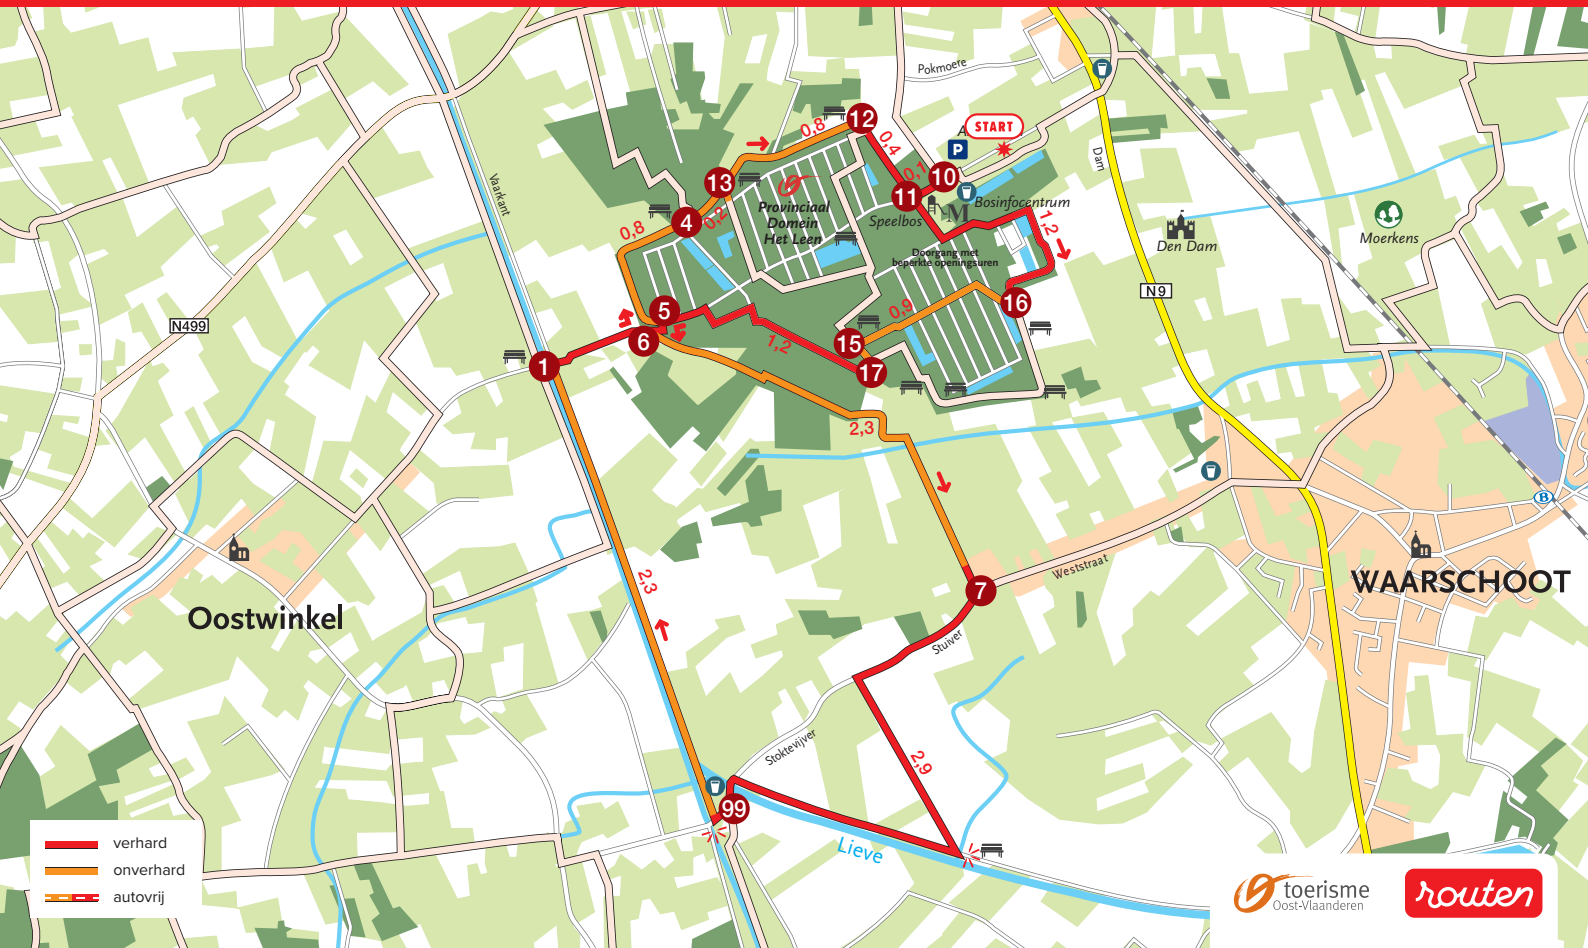 Pokmoere
START
P
Dam
Vaarkant
12
0,8
0,4
0,1
10
13
11
4
0,2
0,8
Provinciaal
Domein
Het Leen
Speelbos
M
Bosinfocentrum
1,2
Doorgang met
beperkte openingsuren
Den Dam
Moerkens
N9
N499
5
6
1
16
0,9
15
1,2
17
2,3
B
7
Weststraat
WAARSCHOOT
Oostwinkel
2,3
Stuiver
Stoktevijver
2,9
99
Lieve
verhard
onverhard
autovrij
toerisme
Oost-Vlaanderen
routen